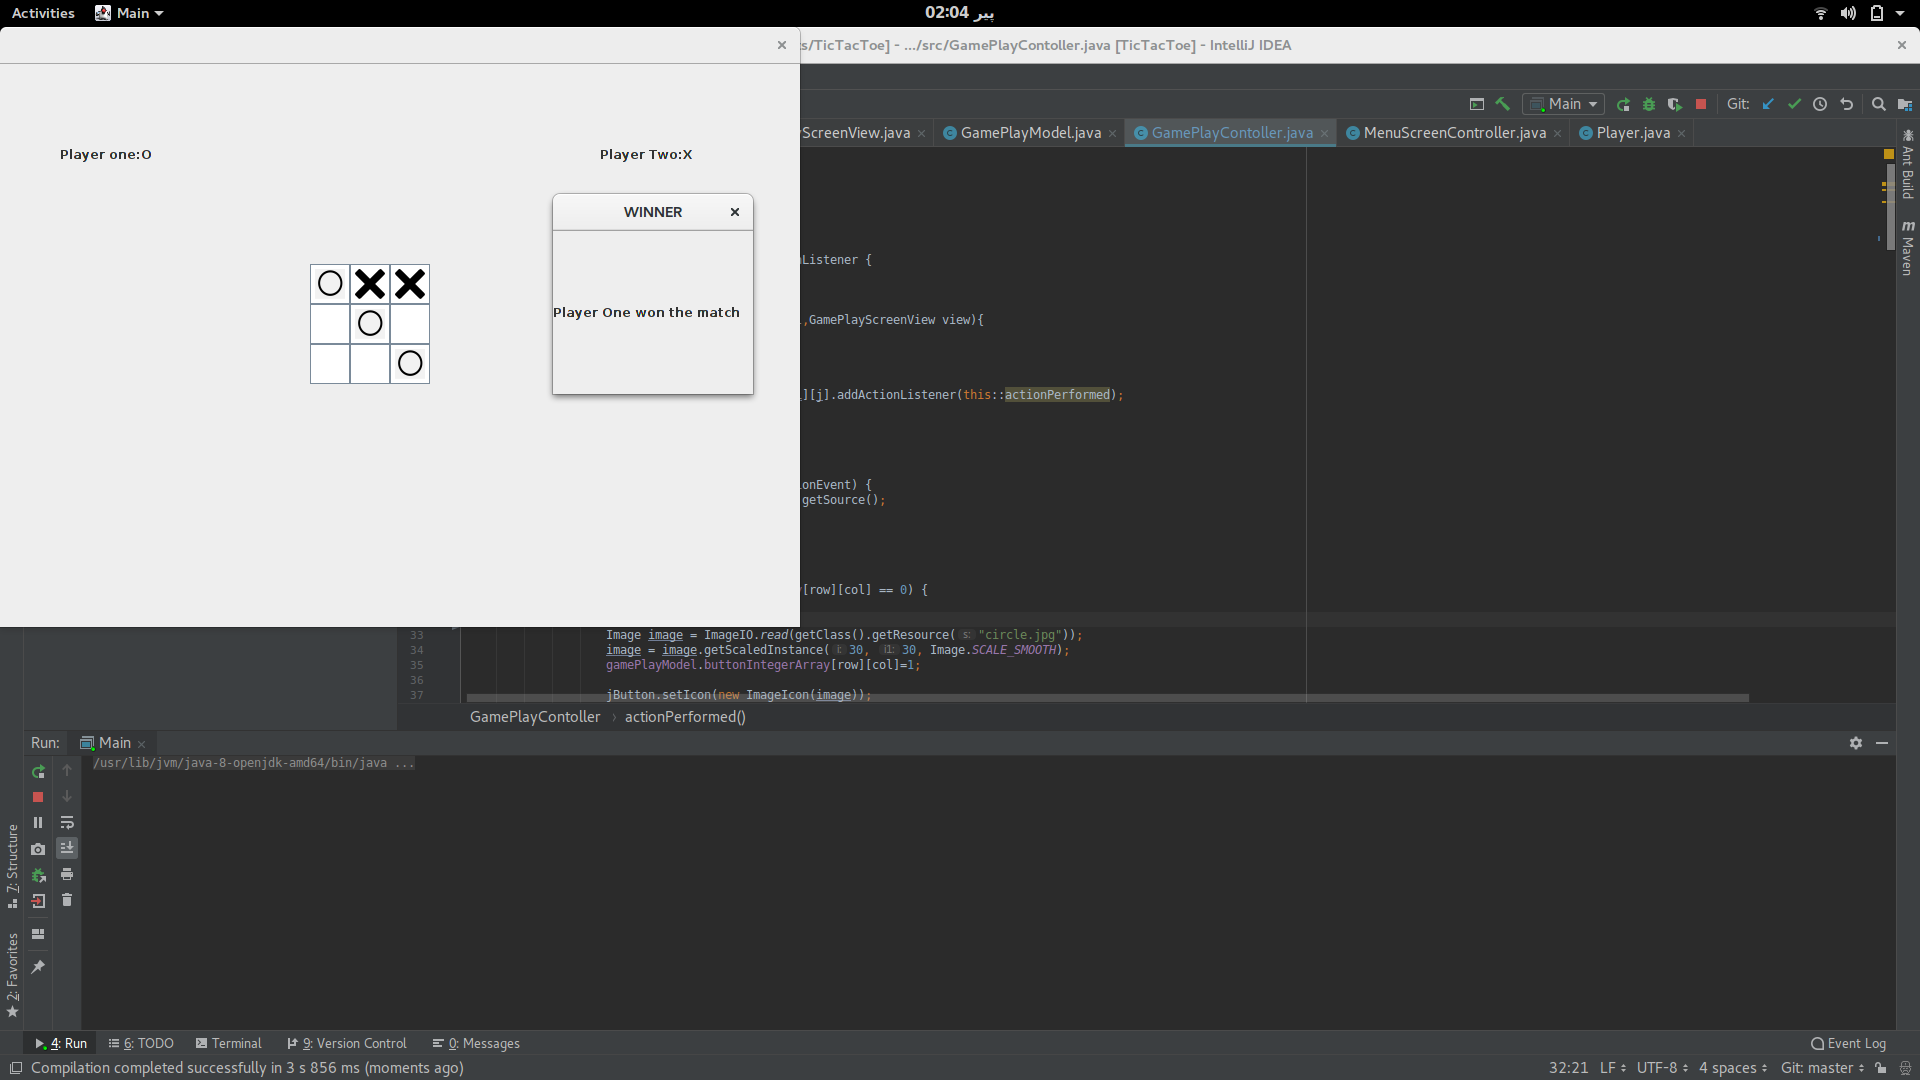 Activities
Main
پیر 02:04
s/TicTacToe] - .../src/GamePlayContoller.java [TicTacToe] - IntelliJ IDEA
Main
Git:
ScreenView.java
GamePlayModel.java
GamePlayContoller.java
MenuScreenController.java
Player.java
Player one:O
Player Two:X
WINNER
Player One won the match
Listener {
,GamePlayScreenView view){
][j].addActionListener(this::actionPerformed);
onEvent) {
getSource();
[row][col] == 0) {
33 Image image = ImageIO.read(getClass().getResource( s: "circle.jpg"));
34 image = image.getScaledInstance( i: 30, i1: 30, Image.SCALE_SMOOTH);
35 gamePlayModel.buttonIntegerArray[row][col]=1;
36
37 jButton.setIcon(new ImageIcon(image));
GamePlayContoller › actionPerformed()
Ant Build
Maven
Run: Main
/usr/lib/jvm/java-8-openjdk-amd64/bin/java ...
7: Structure
2: Favorites
4: Run
6: TODO
Terminal
9: Version Control
0: Messages
Event Log
Compilation completed successfully in 3 s 856 ms (moments ago)
32:21
LF
UTF-8
4 spaces
Git: master